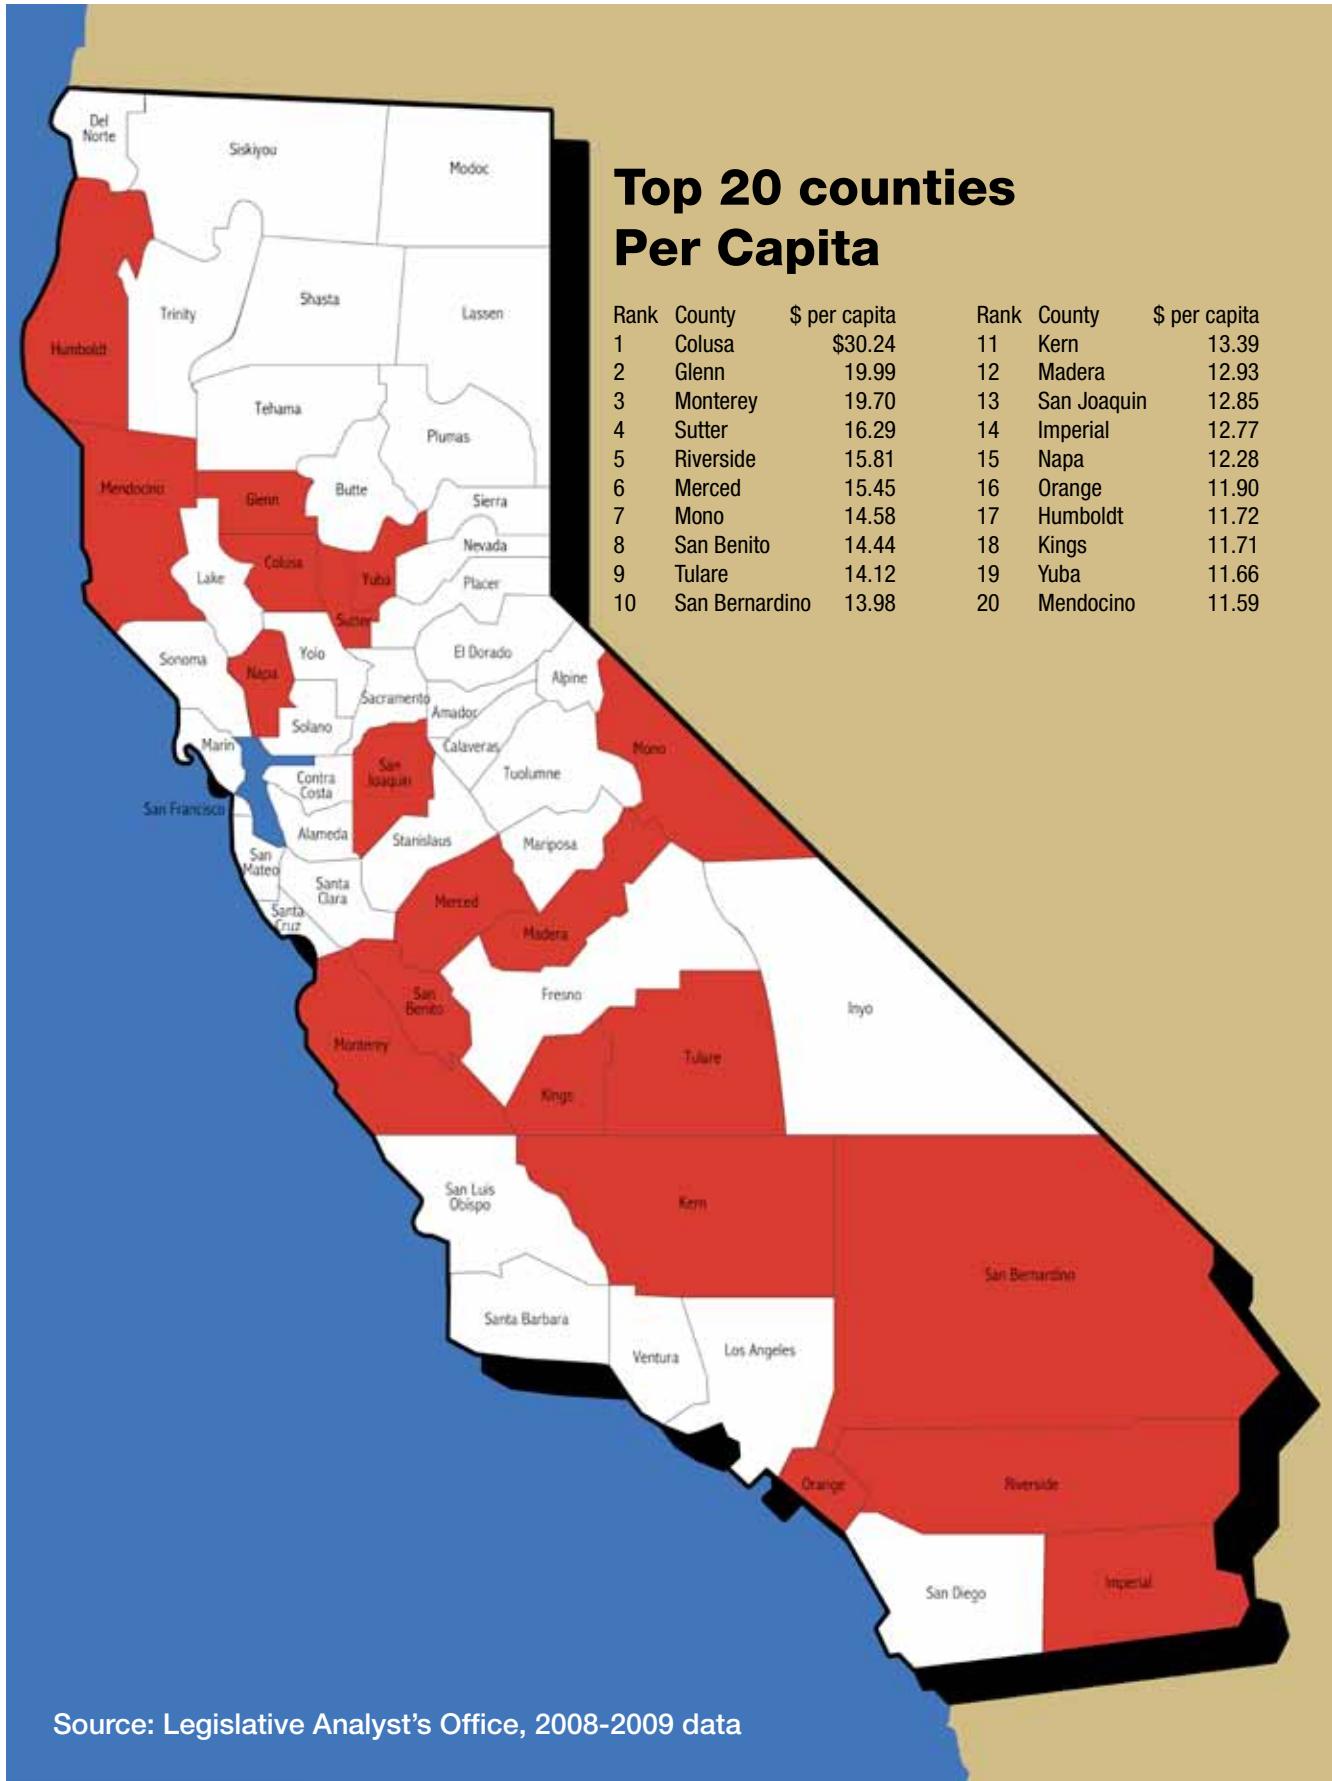 Top 20 counties
Per Capita
Rank County $ per capita
1 Colusa $30.24
2 Glenn 19.99
3 Monterey 19.70
4 Sutter 16.29
5 Riverside 15.81
6 Merced 15.45
7 Mono 14.58
8 San Benito 14.44
9 Tulare 14.12
10 San Bernardino 13.98
Rank County $ per capita
11 Kern 13.39
12 Madera 12.93
13 San Joaquin 12.85
14 Imperial 12.77
15 Napa 12.28
16 Orange 11.90
17 Humboldt 11.72
18 Kings 11.71
19 Yuba 11.66
20 Mendocino 11.59
Del
Norte
Siskiyou
Modoc
Humboldt
Trinity
Shasta
Lassen
Tehama
Plumas
Mendocino
Glenn
Butte
Sierra
Nevada
Colusa
Lake
Yuba
Placer
Sutter
Sonoma
Napa
Yolo
El Dorado
Alpine
Sacramento
Amador
Solano
Marin
Calaveras
Mono
San
Joaquin
Contra
Costa
Tuolumne
San Francisco
Alameda
Stanislaus
Mariposa
San
Mateo
Santa
Clara
Santa
Cruz
Merced
Madera
San
Benito
Fresno
Inyo
Monterey
Kings
Tulare
San Luis
Obispo
Kern
San Bernardino
Santa Barbara
Ventura
Los Angeles
Orange
Riverside
San Diego
Imperial
Source: Legislative Analyst's Office, 2008-2009 data